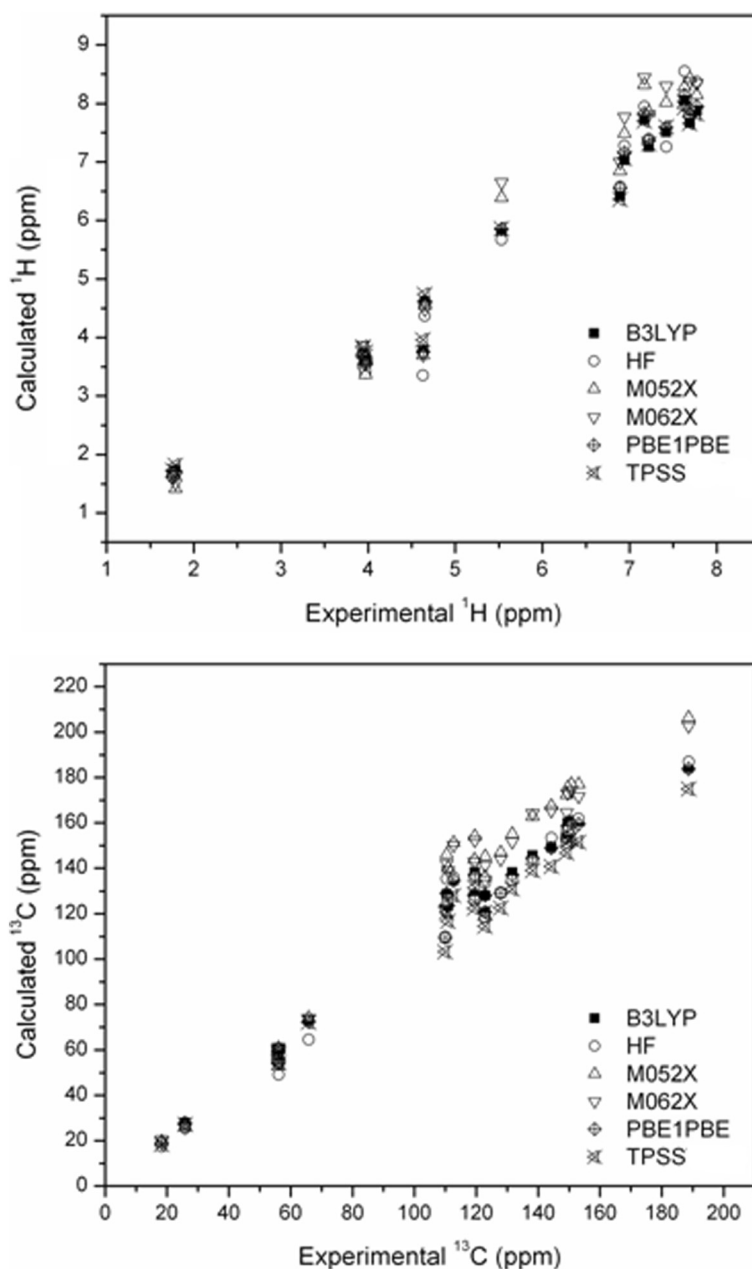 9
8
7
6
5
4
3
2
1
Calculated ¹H (ppm)
B3LYP
HF
M052X
M062X
PBE1PBE
TPSS
1 2 3 4 5 6 7 8
Experimental ¹H (ppm)
220
200
180
160
140
120
100
80
60
40
20
0
Calculated ¹³C (ppm)
B3LYP
HF
M052X
M062X
PBE1PBE
TPSS
0 20 40 60 80 100 120 140 160 180 200
Experimental ¹³C (ppm)